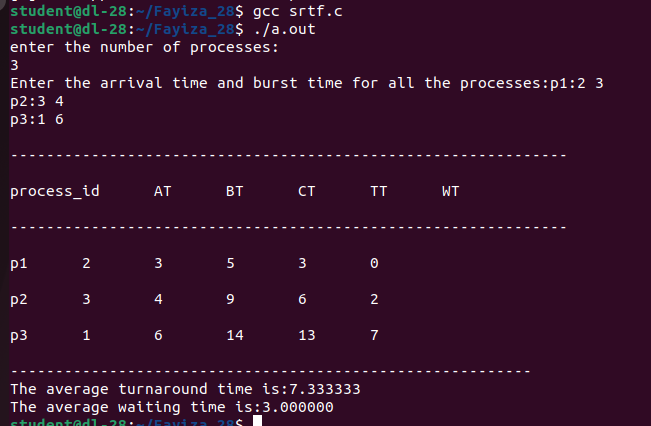 student@dl-28:~/Fayiza_28$ gcc srtf.c
student@dl-28:~/Fayiza_28$ ./a.out
enter the number of processes:
3
Enter the arrival time and burst time for all the processes:p1:2 3
p2:3 4
p3:1 6
--------------------------------------------------------------
process_id AT BT CT TT WT
--------------------------------------------------------------
p1 2 3 5 3 0
p2 3 4 9 6 2
p3 1 6 14 13 7
----------------------------------------------------------
The average turnaround time is:7.333333
The average waiting time is:3.000000
student@dl-28:~/Fayiza_28$